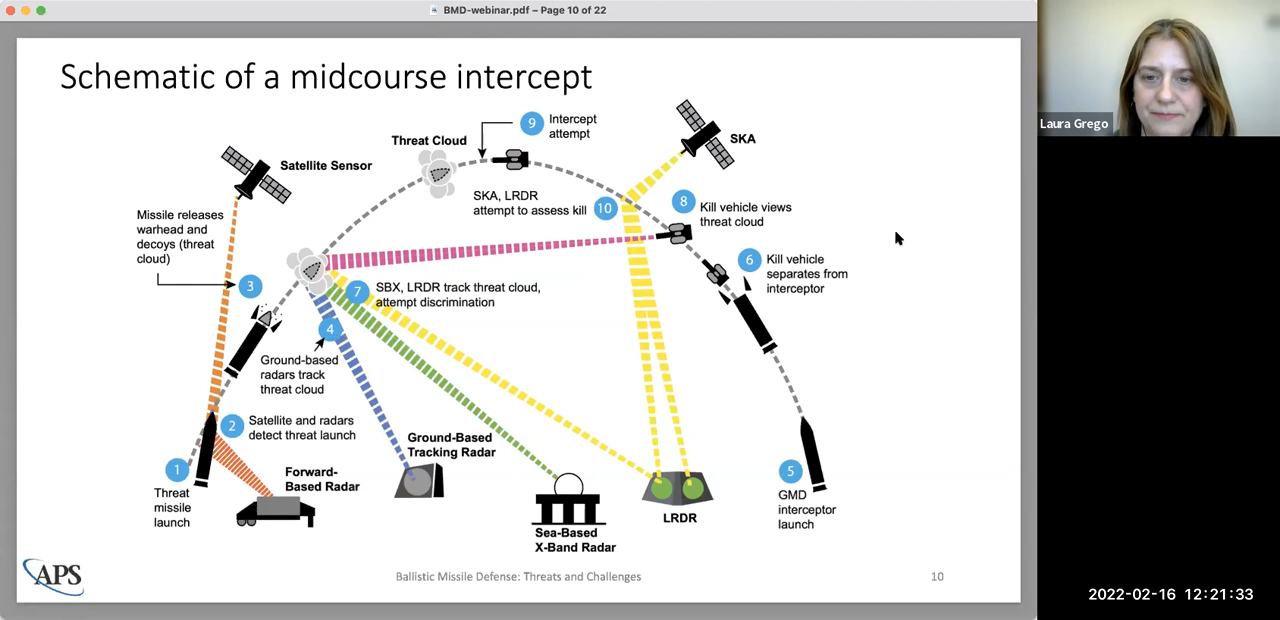 BMD-webinar.pdf – Page 10 of 22
Laura Grego
Schematic of a midcourse intercept
9
Intercept
attempt
Threat Cloud
SKA
Satellite Sensor
SKA, LRDR
attempt to assess kill
10
8
Kill vehicle views
threat cloud
Missile releases
warhead and
decoys (threat
cloud)
3
6
Kill vehicle
separates from
interceptor
7
SBX, LRDR track threat cloud,
attempt discrimination
4
Ground-based
radars track
threat cloud
2
Satellite and radars
detect threat launch
1
Threat
missile
launch
Forward-
Based Radar
Ground-Based
Tracking Radar
Sea-Based
X-Band Radar
LRDR
5
GMD
interceptor
launch
APS
Ballistic Missile Defense: Threats and Challenges
10
2022-02-16 12:21:33